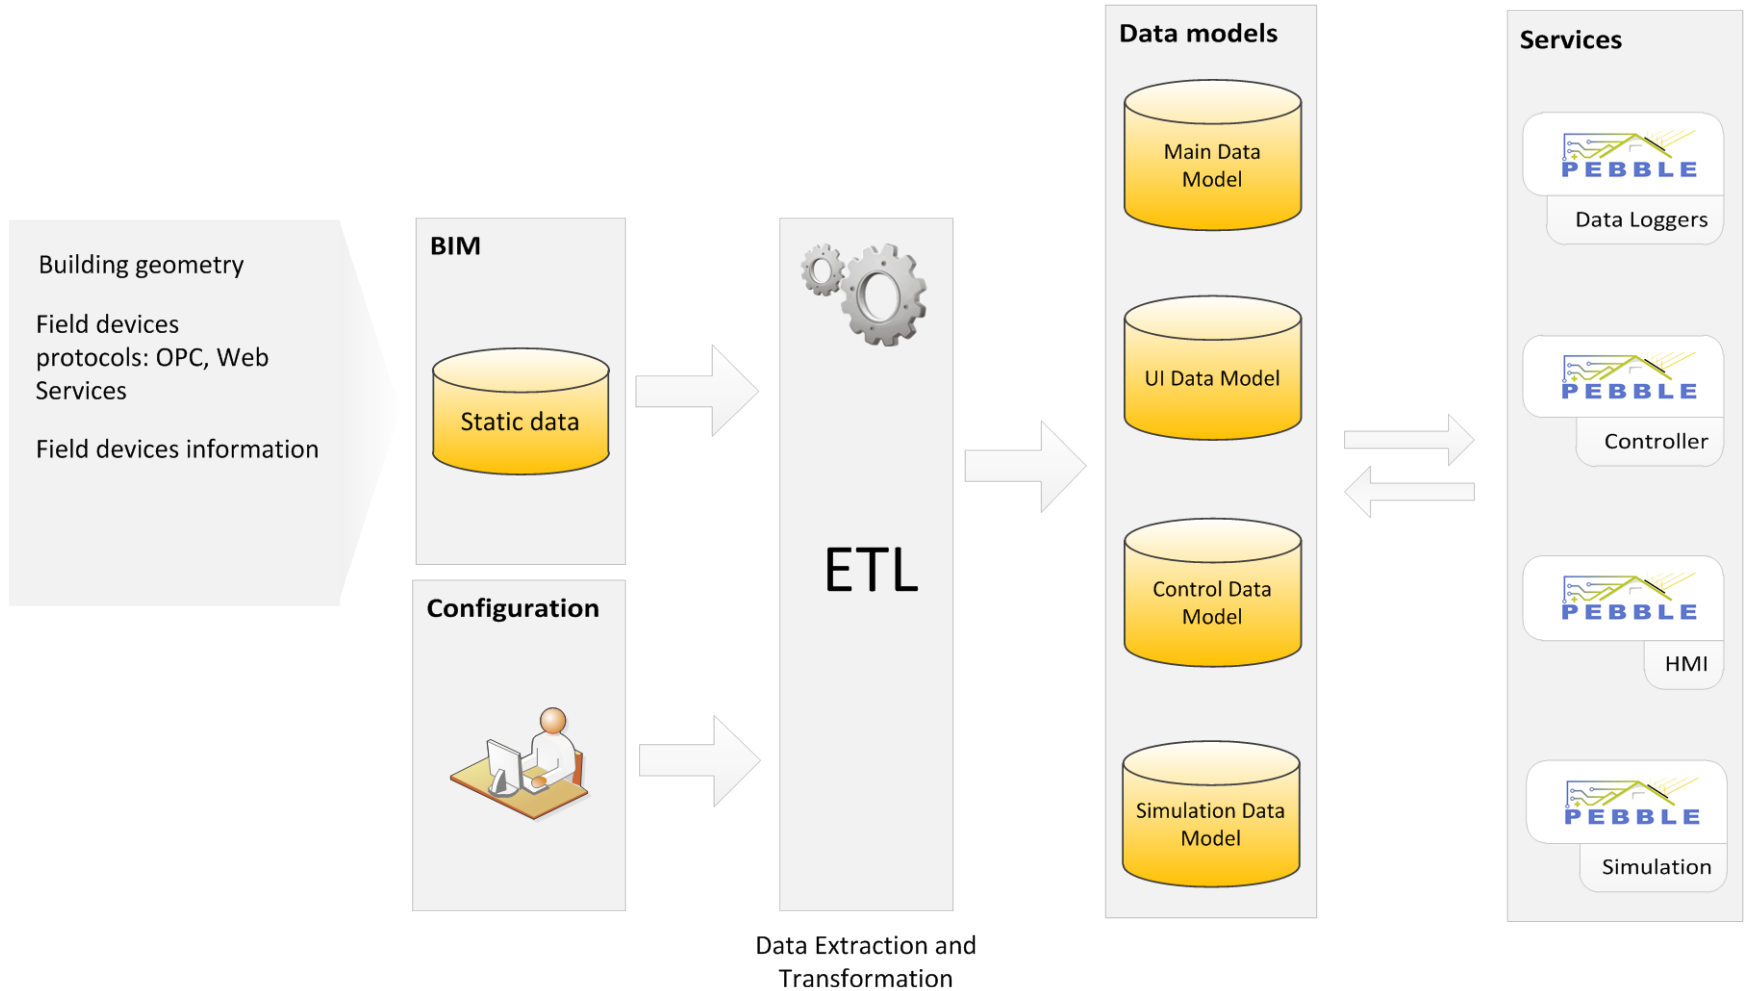 Building geometry
Field devices
protocols: OPC, Web
Services
Field devices information
BIM
Static data
Configuration
ETL
Data Extraction and
Transformation
Data models
Main Data
Model
UI Data Model
Control Data
Model
Simulation Data
Model
Services
PEBBLE
Data Loggers
PEBBLE
Controller
PEBBLE
HMI
PEBBLE
Simulation